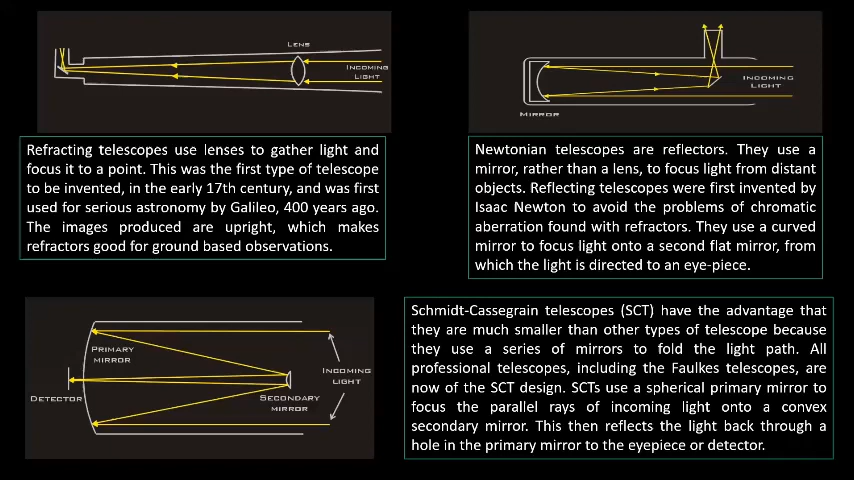 LENS
INCOMING
LIGHT
Refracting telescopes use lenses to gather light and
focus it to a point. This was the first type of telescope
to be invented, in the early 17th century, and was first
used for serious astronomy by Galileo, 400 years ago.
The images produced are upright, which makes
refractors good for ground based observations.
INCOMING
LIGHT
MIRROR
Newtonian telescopes are reflectors. They use a
mirror, rather than a lens, to focus light from distant
objects. Reflecting telescopes were first invented by
Isaac Newton to avoid the problems of chromatic
aberration found with refractors. They use a curved
mirror to focus light onto a second flat mirror, from
which the light is directed to an eye-piece.
PRIMARY
MIRROR
INCOMING
LIGHT
DETECTOR
SECONDARY
MIRROR
Schmidt-Cassegrain telescopes (SCT) have the advantage that
they are much smaller than other types of telescope because
they use a series of mirrors to fold the light path. All
professional telescopes, including the Faulkes telescopes, are
now of the SCT design. SCTs use a spherical primary mirror to
focus the parallel rays of incoming light onto a convex
secondary mirror. This then reflects the light back through a
hole in the primary mirror to the eyepiece or detector.